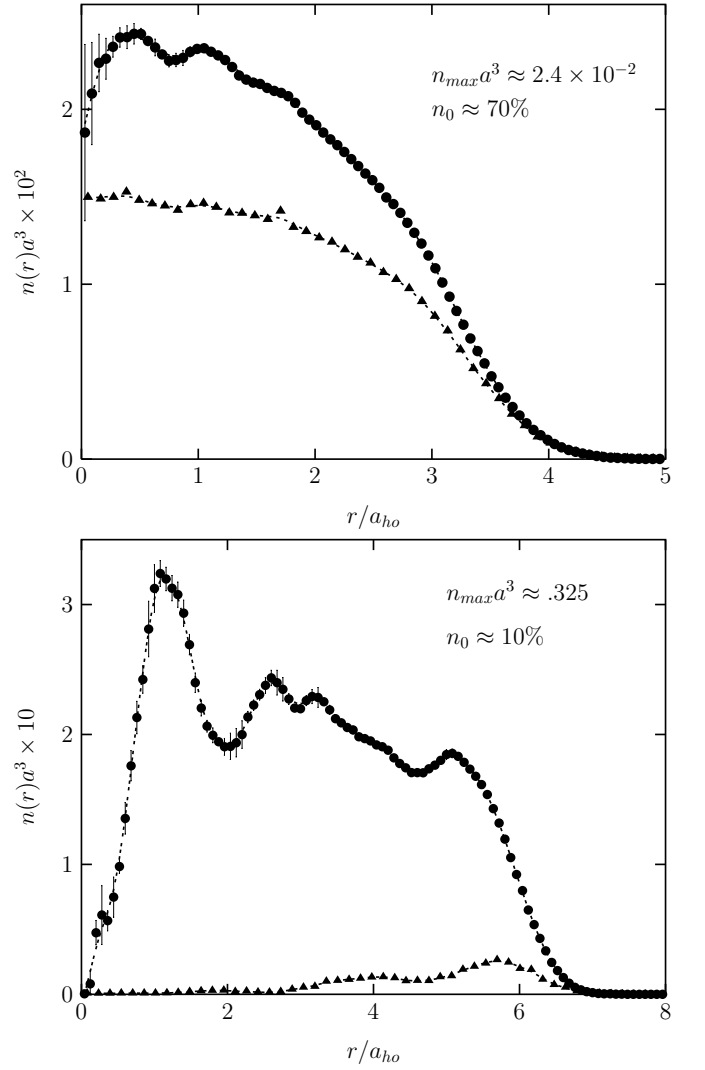 n_{max}a^3 ≈ 2.4 × 10^{-2}
n_0 ≈ 70%
2
1
0
n(r)a^3 × 10^2
0 1 2 3 4 5
r/a_{ho}
n_{max}a^3 ≈ .325
n_0 ≈ 10%
3
2
1
0
n(r)a^3 × 10
0 2 4 6 8
r/a_{ho}